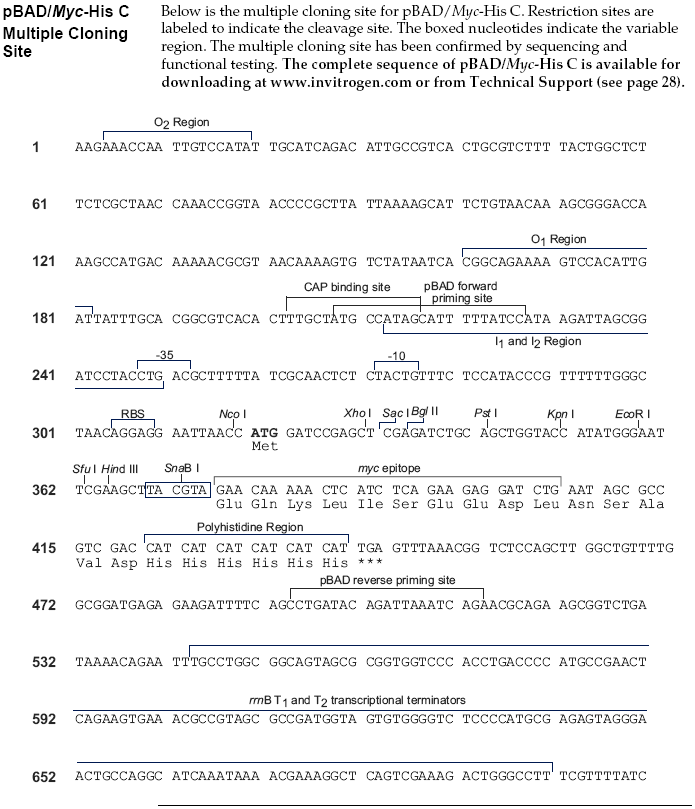 pBAD/Myc-His C
Multiple Cloning
Site
Below is the multiple cloning site for pBAD/Myc-His C. Restriction sites are
labeled to indicate the cleavage site. The boxed nucleotides indicate the variable
region. The multiple cloning site has been confirmed by sequencing and
functional testing. The complete sequence of pBAD/Myc-His C is available for
downloading at www.invitrogen.com or from Technical Support (see page 28).
O2 Region
1 AAGAAACCAA TTGTCCATAT TGCATCAGAC ATTGCCGTCA CTGCGTCTTT TACTGGCTCT
61 TCTCGCTAAC CAAACCGGTA ACCCCGCTTA TTAAAAGCAT TCTGTAACAA AGCGGGACCA
O1 Region
121 AAGCCATGAC AAAAACGCGT AACAAAAGTG TCTATAATCA CGGCAGAAAA GTCCACATTG
CAP binding site pBAD forward
priming site
181 ATTATTTGCA CGGCGTCACA CTTTGCTATG CCATAGCATT TTTATCCATA AGATTAGCGG
I1 and I2 Region
-35 -10
241 ATCCTACCTG ACGCTTTTTA TCGCAACTCT CTACTGTTTC TCCATACCCG TTTTTTGGGC
RBS Nco I Xho I Sac I Bgl II Pst I Kpn I EcoR I
301 TAACAGGAGG AATTAACC ATG GATCCGAGCT CGAGATCTGC AGCTGGTACC ATATGGGAAT
Met
Sfu I Hind III SnaB I myc epitope
362 TCGAAGCTTA CGTA GAA CAA AAA CTC ATC TCA GAA GAG GAT CTG AAT AGC GCC
Glu Gln Lys Leu Ile Ser Glu Glu Asp Leu Asn Ser Ala
Polyhistidine Region
415 GTC GAC CAT CAT CAT CAT CAT CAT TGA GTTTAAACGG TCTCCAGCTT GGCTGTTTTG
Val Asp His His His His His His ***
pBAD reverse priming site
472 GCGGATGAGA GAAGATTTTC AGCCTGATAC AGATTAAATC AGAACGCAGA AGCGGTCTGA
532 TAAAACAGAA TTTGCCTGGC GGCAGTAGCG CGGTGGTCCC ACCTGACCCC ATGCCGAACT
rrnB T1 and T2 transcriptional terminators
592 CAGAAGTGAA ACGCCGTAGC GCCGATGGTA GTGTGGGGTC TCCCCATGCG AGAGTAGGGA
652 ACTGCCAGGC ATCAAATAAA ACGAAAGGCT CAGTCGAAAG ACTGGGCCTT TCGTTTTATC